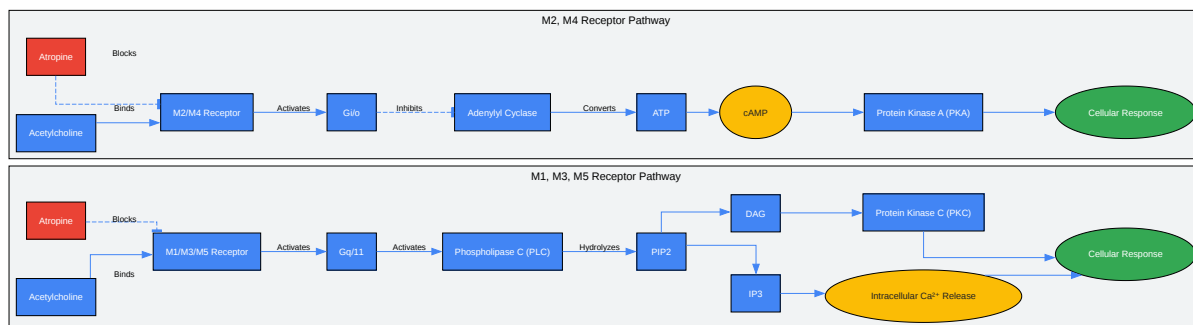 M2, M4 Receptor Pathway
Atropine
Blocks
Acetylcholine
Binds
M2/M4 Receptor
Activates
Gi/o
Inhibits
Adenylyl Cyclase
Converts
ATP
cAMP
Protein Kinase A (PKA)
Cellular Response
M1, M3, M5 Receptor Pathway
Atropine
Blocks
Acetylcholine
Binds
M1/M3/M5 Receptor
Activates
Gq/11
Activates
Phospholipase C (PLC)
Hydrolyzes
PIP2
DAG
Protein Kinase C (PKC)
IP3
Intracellular Ca²⁺ Release
Cellular Response